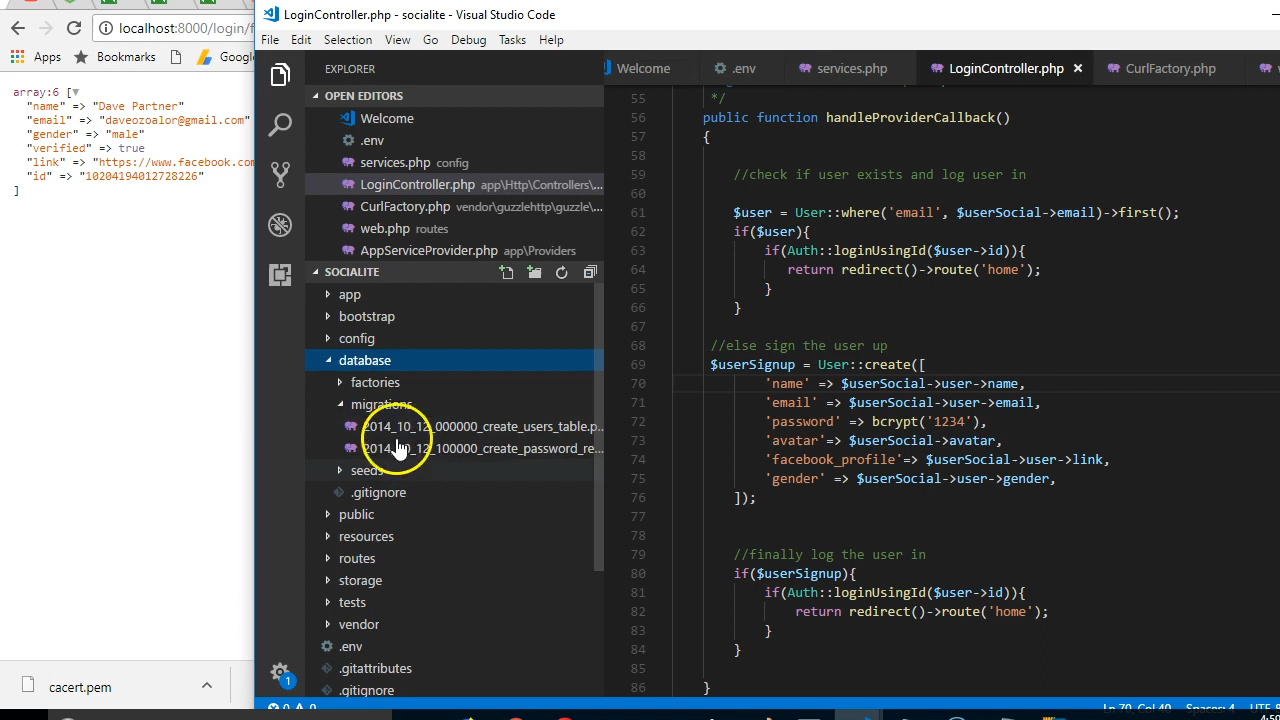 LoginController.php - socialite - Visual Studio Code
localhost:8000/login/f
File Edit Selection View Go Debug Tasks Help
Apps Bookmarks Googl
EXPLORER
Welcome .env services.php LoginController.php × CurlFactory.php
array:6 [▼
"name" => "Dave Partner"
"email" => "daveozoalor@gmail.com"
"gender" => "male"
"verified" => true
"link" => "https://www.facebook.com
"id" => "10204194012728226"
]
OPEN EDITORS
Welcome
.env
services.php config
LoginController.php app\Http\Controllers\...
CurlFactory.php vendor\guzzlehttp\guzzle\...
web.php routes
AppServiceProvider.php app\Providers
SOCIALITE
app
bootstrap
config
database
factories
migrations
2014_10_12_000000_create_users_table.p...
2014_10_12_100000_create_password_re...
seeds
.gitignore
public
resources
routes
storage
tests
vendor
.env
.gitattributes
.gitignore
55 */
56 public function handleProviderCallback()
57 {
58
59 //check if user exists and log user in
60
61 $user = User::where('email', $userSocial->email)->first();
62 if($user){
63 if(Auth::loginUsingId($user->id)){
64 return redirect()->route('home');
65 }
66 }
67
68 //else sign the user up
69 $userSignup = User::create([
70 'name' => $userSocial->user->name,
71 'email' => $userSocial->user->email,
72 'password' => bcrypt('1234'),
73 'avatar'=> $userSocial->avatar,
74 'facebook_profile'=> $userSocial->user->link,
75 'gender' => $userSocial->user->gender,
76 ]);
77
78
79 //finally log the user in
80 if($userSignup){
81 if(Auth::loginUsingId($user->id)){
82 return redirect()->route('home');
83 }
84 }
85
86 }
cacert.pem
1
0 0
Ln 70, Col 40 Spaces: 4 UTF-8